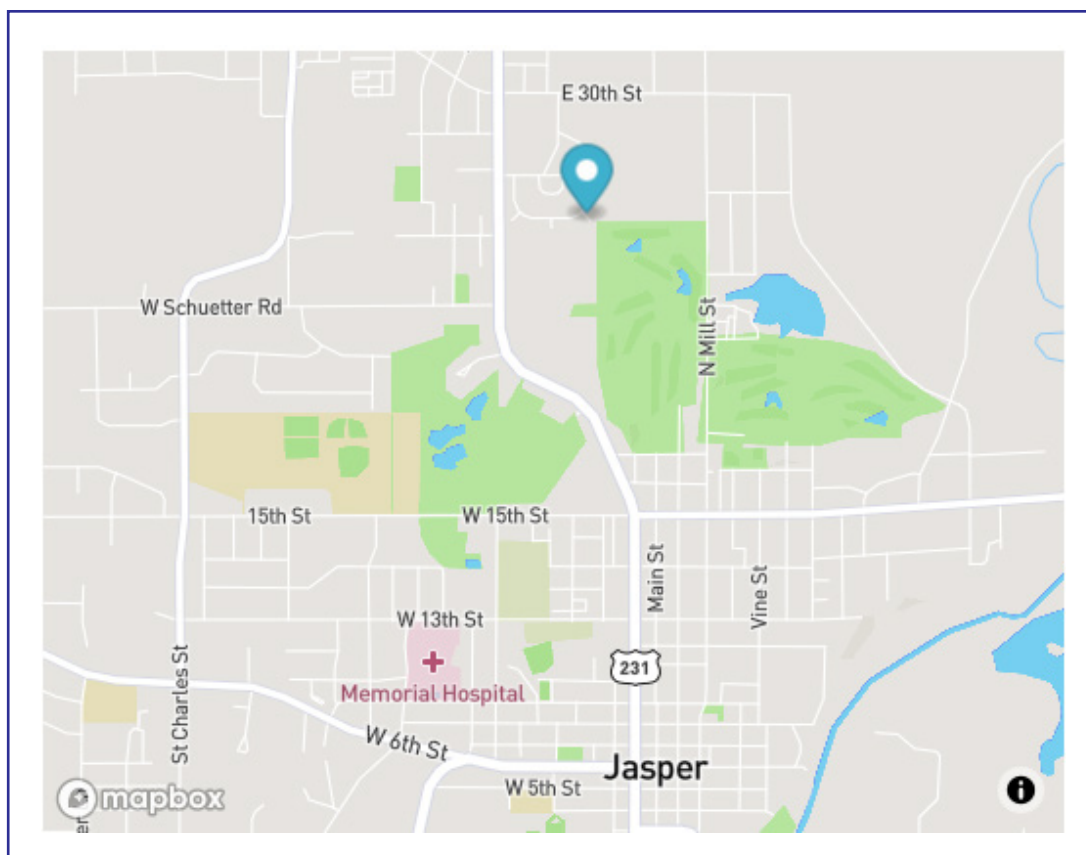 E 30th St
W Schuetter Rd
N Mill St
15th St
W 15th St
Main St
Vine St
W 13th St
231
Memorial Hospital
St Charles St
W 6th St
Jasper
W 5th St
mapbox